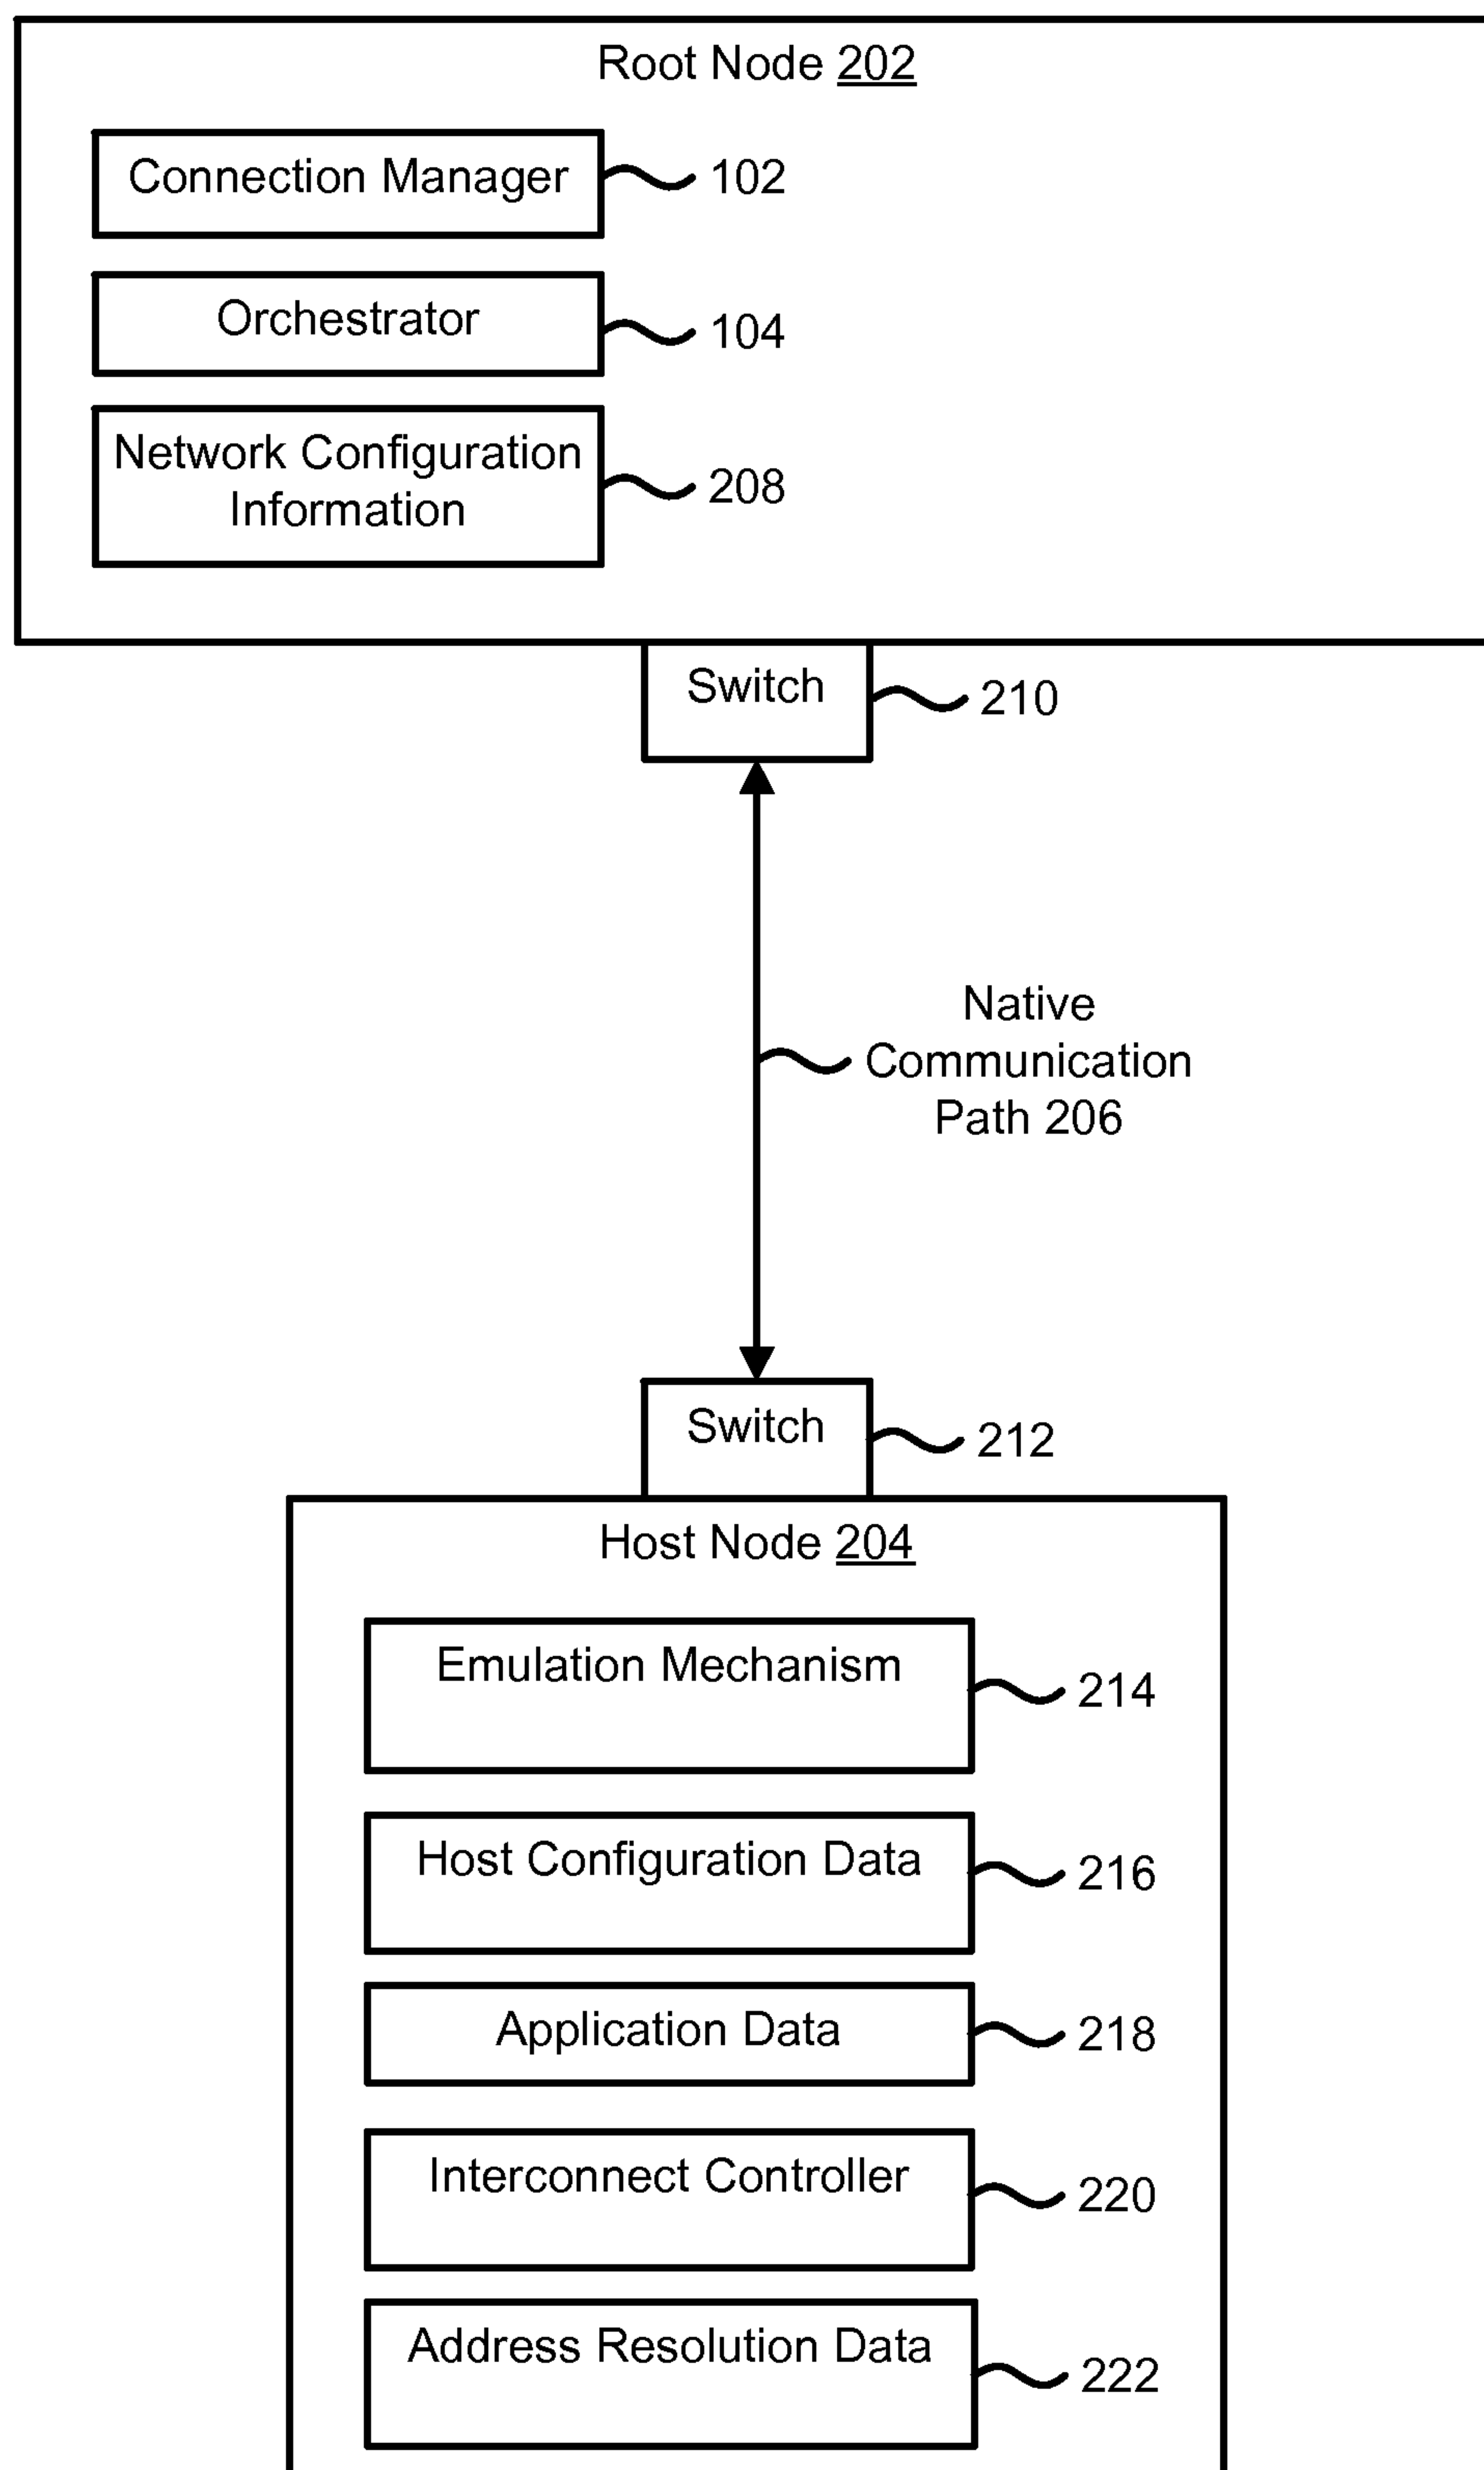 Root Node 202
Connection Manager
102
Orchestrator
104
Network Configuration
Information
208
Switch
210
Native
Communication
Path 206
Switch
212
Host Node 204
Emulation Mechanism
214
Host Configuration Data
216
Application Data
218
Interconnect Controller
220
Address Resolution Data
222